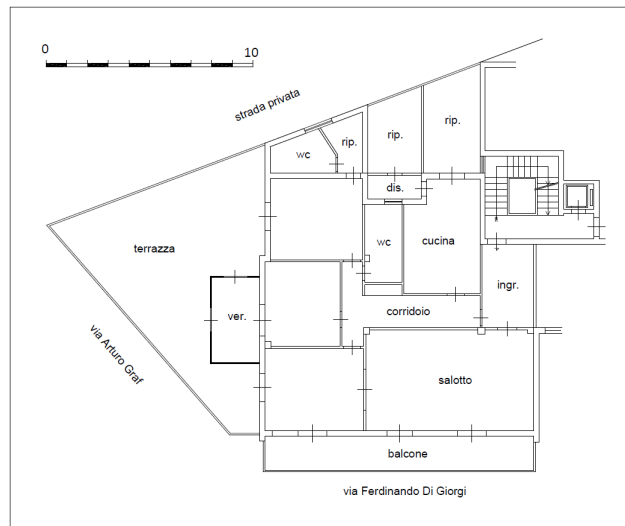 0 10
strada privata
rip.
rip.
rip.
wc
dis.
terrazza
wc
cucina
ingr.
ver.
corridoio
via Arturo Graf
salotto
balcone
via Ferdinando Di Giorgi